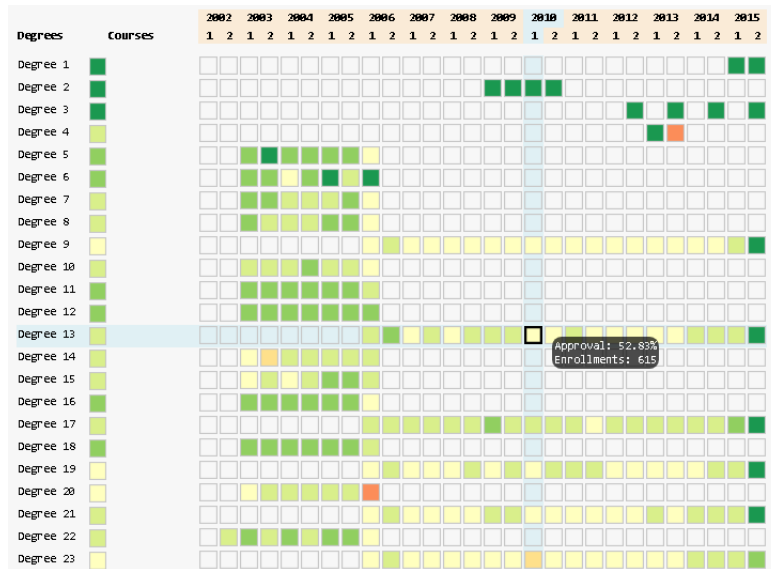 2002 2003 2004 2005 2006 2007 2008 2009 2010 2011 2012 2013 2014 2015
Degrees Courses 1 2 1 2 1 2 1 2 1 2 1 2 1 2 1 2 1 2 1 2 1 2 1 2 1 2 1 2
Degree 1
Degree 2
Degree 3
Degree 4
Degree 5
Degree 6
Degree 7
Degree 8
Degree 9
Degree 10
Degree 11
Degree 12
Degree 13
Approval: 52.83%
Enrollments: 615
Degree 14
Degree 15
Degree 16
Degree 17
Degree 18
Degree 19
Degree 20
Degree 21
Degree 22
Degree 23